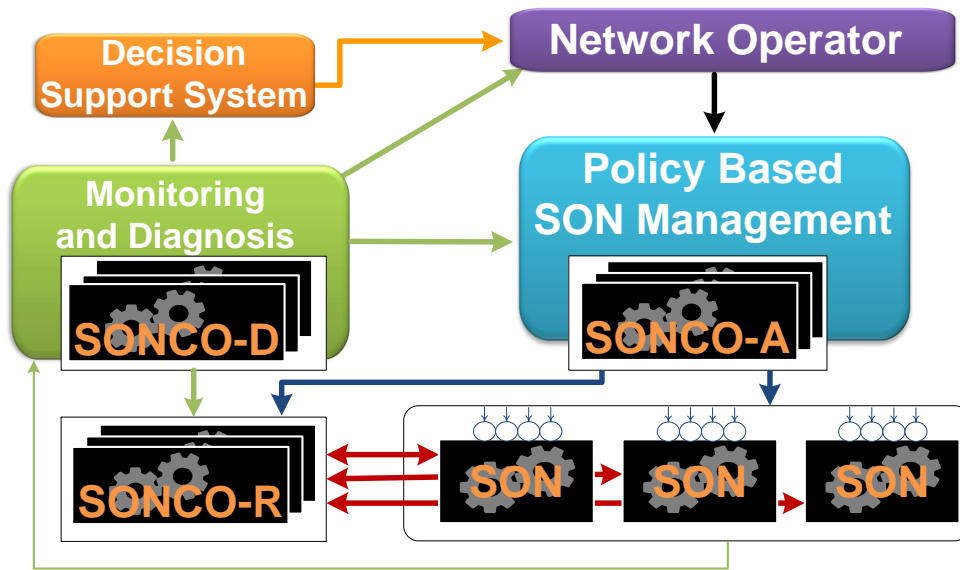 Decision
Support System
Network Operator
Monitoring
and Diagnosis
Policy Based
SON Management
SONCO-D
SONCO-A
SONCO-R
SON
SON
SON